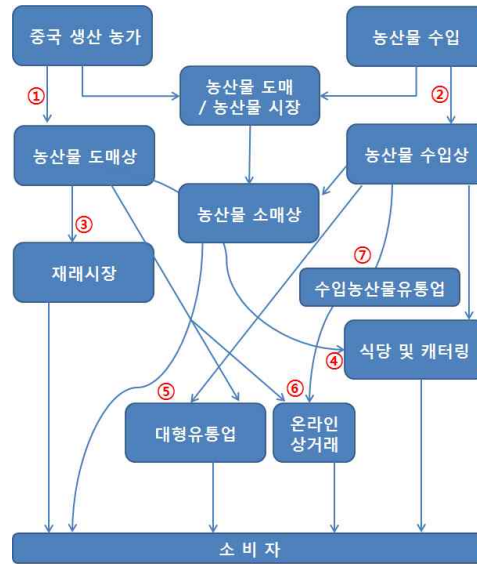 중국 생산 농가
농산물 수입
①
농산물 도매
/ 농산물 시장
②
농산물 도매상
농산물 수입상
③
농산물 소매상
⑦
재래시장
수입농산물유통업
④
식당 및 캐터링
⑤
⑥
대형유통업
온라인
상거래
소 비 자